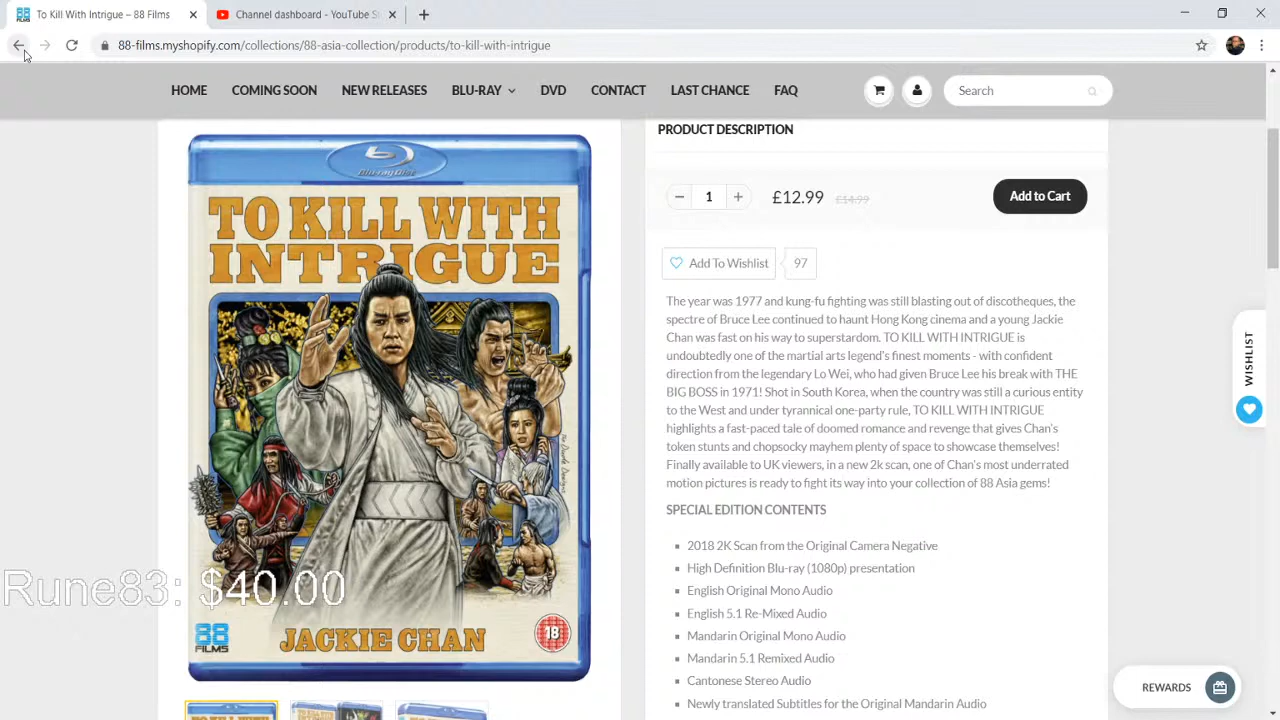 To Kill With Intrigue – 88 Films
Channel dashboard - YouTube S
88-films.myshopify.com/collections/88-asia-collection/products/to-kill-with-intrigue
HOME COMING SOON NEW RELEASES BLU-RAY DVD CONTACT LAST CHANCE FAQ
Search
PRODUCT DESCRIPTION
1 £12.99 £14.99 Add to Cart
Add To Wishlist 97
The year was 1977 and kung-fu fighting was still blasting out of discotheques, the
spectre of Bruce Lee continued to haunt Hong Kong cinema and a young Jackie
Chan was fast on his way to superstardom. TO KILL WITH INTRIGUE is
undoubtedly one of the martial arts legend's finest moments - with confident
direction from the legendary Lo Wei, who had given Bruce Lee his break with THE
BIG BOSS in 1971! Shot in South Korea, when the country was still a curious entity
to the West and under tyrannical one-party rule, TO KILL WITH INTRIGUE
highlights a fast-paced tale of doomed romance and revenge that gives Chan's
token stunts and chopsocky mayhem plenty of space to showcase themselves!
Finally available to UK viewers, in a new 2k scan, one of Chan's most underrated
motion pictures is ready to fight its way into your collection of 88 Asia gems!
SPECIAL EDITION CONTENTS
2018 2K Scan from the Original Camera Negative
High Definition Blu-ray (1080p) presentation
English Original Mono Audio
English 5.1 Re-Mixed Audio
Mandarin Original Mono Audio
Mandarin 5.1 Remixed Audio
Cantonese Stereo Audio
Newly translated Subtitles for the Original Mandarin Audio
Blu-ray Disc
TO KILL WITH
INTRIGUE
88
FILMS
JACKIE CHAN
18
Rune83: $40.00
WISHLIST
REWARDS